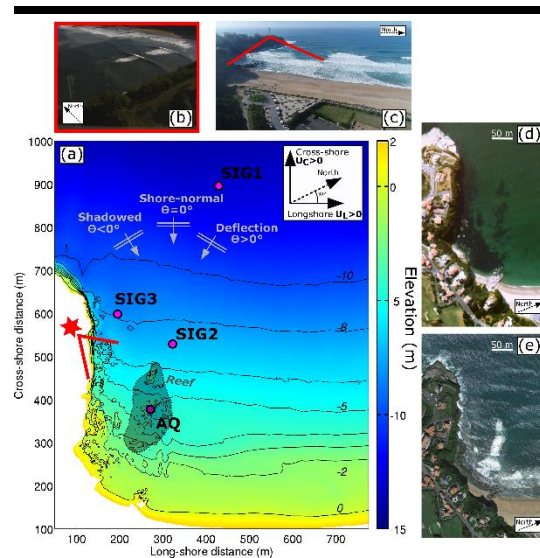 North
(b)
North
(c)
(a)
SIG1
Cross-shore
U_C>0
North
Longshore U_L>0
Shore-normal
Θ=0°
Shadowed
Θ<0°
Deflection
Θ>0°
-10
SIG3
-8
SIG2
Reef
-5
AQ
-2
0
1000
900
800
700
600
500
400
300
200
100
Cross-shore distance (m)
100 200 300 400 500 600 700
Long-shore distance (m)
2
0
5
-10
15
Elevation (m)
50 m
(d)
North
50 m
(e)
North